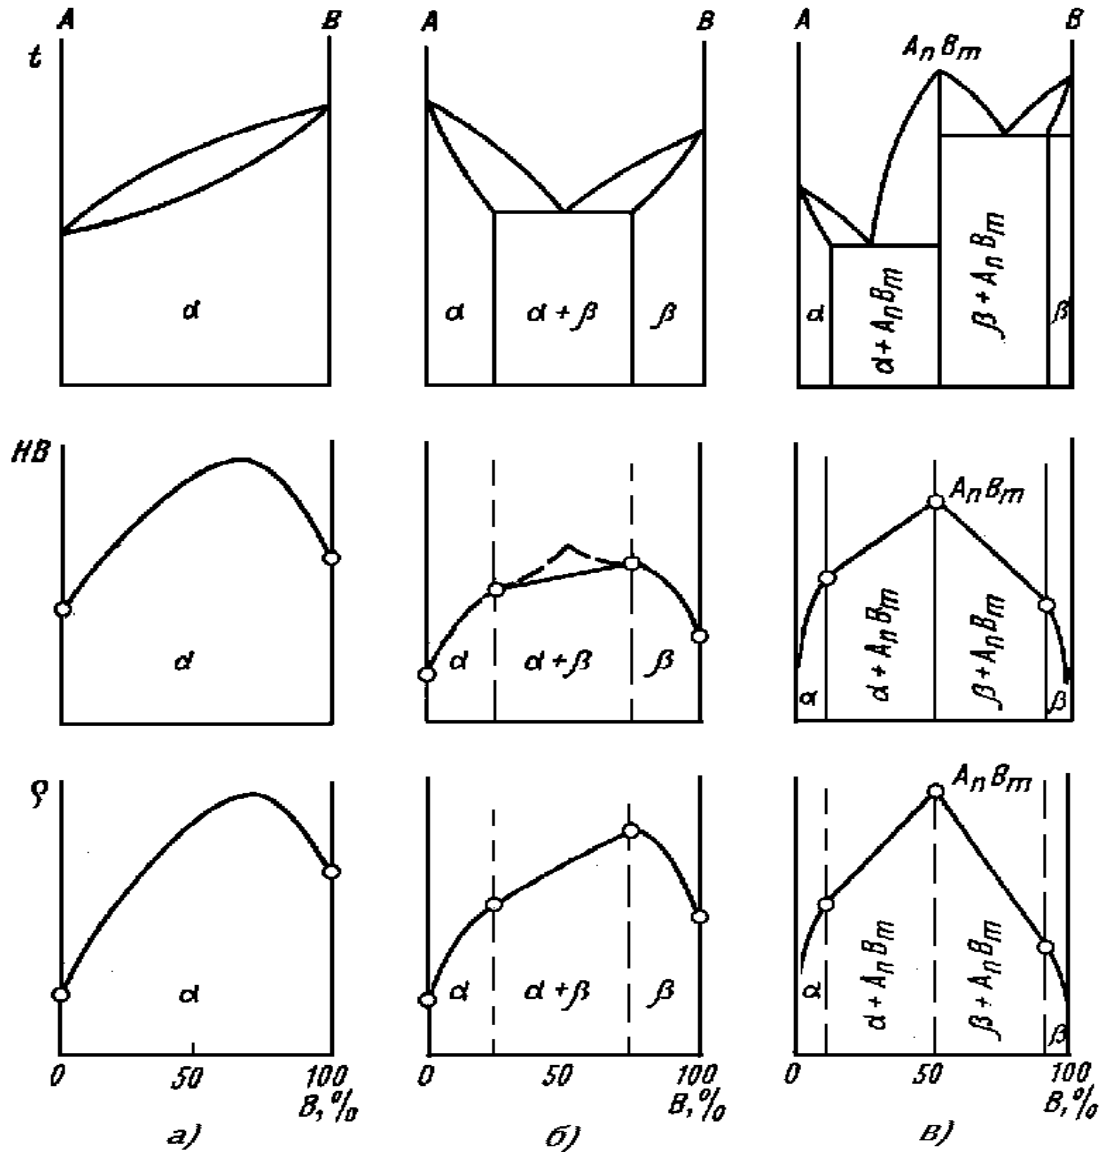 A B A B A B
t AₙBₘ
α α α + β β α α + AₙBₘ β + AₙBₘ β
HB AₙBₘ
α α α + β β α α + AₙBₘ β + AₙBₘ β
ρ AₙBₘ
α α α + β β α α + AₙBₘ β + AₙBₘ β
0 50 100 0 50 100 0 50 100
B, % B, % B, %
а) б) в)